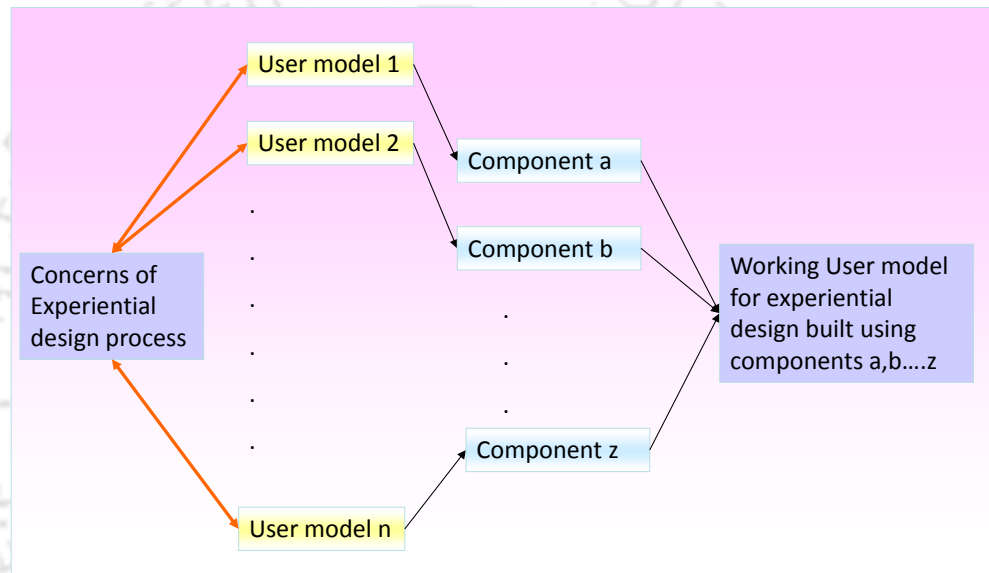 User model 1
User model 2
Component a
Component b
Concerns of
Experiential
design process
Working User model
for experiential
design built using
components a,b....z
Component z
User model n